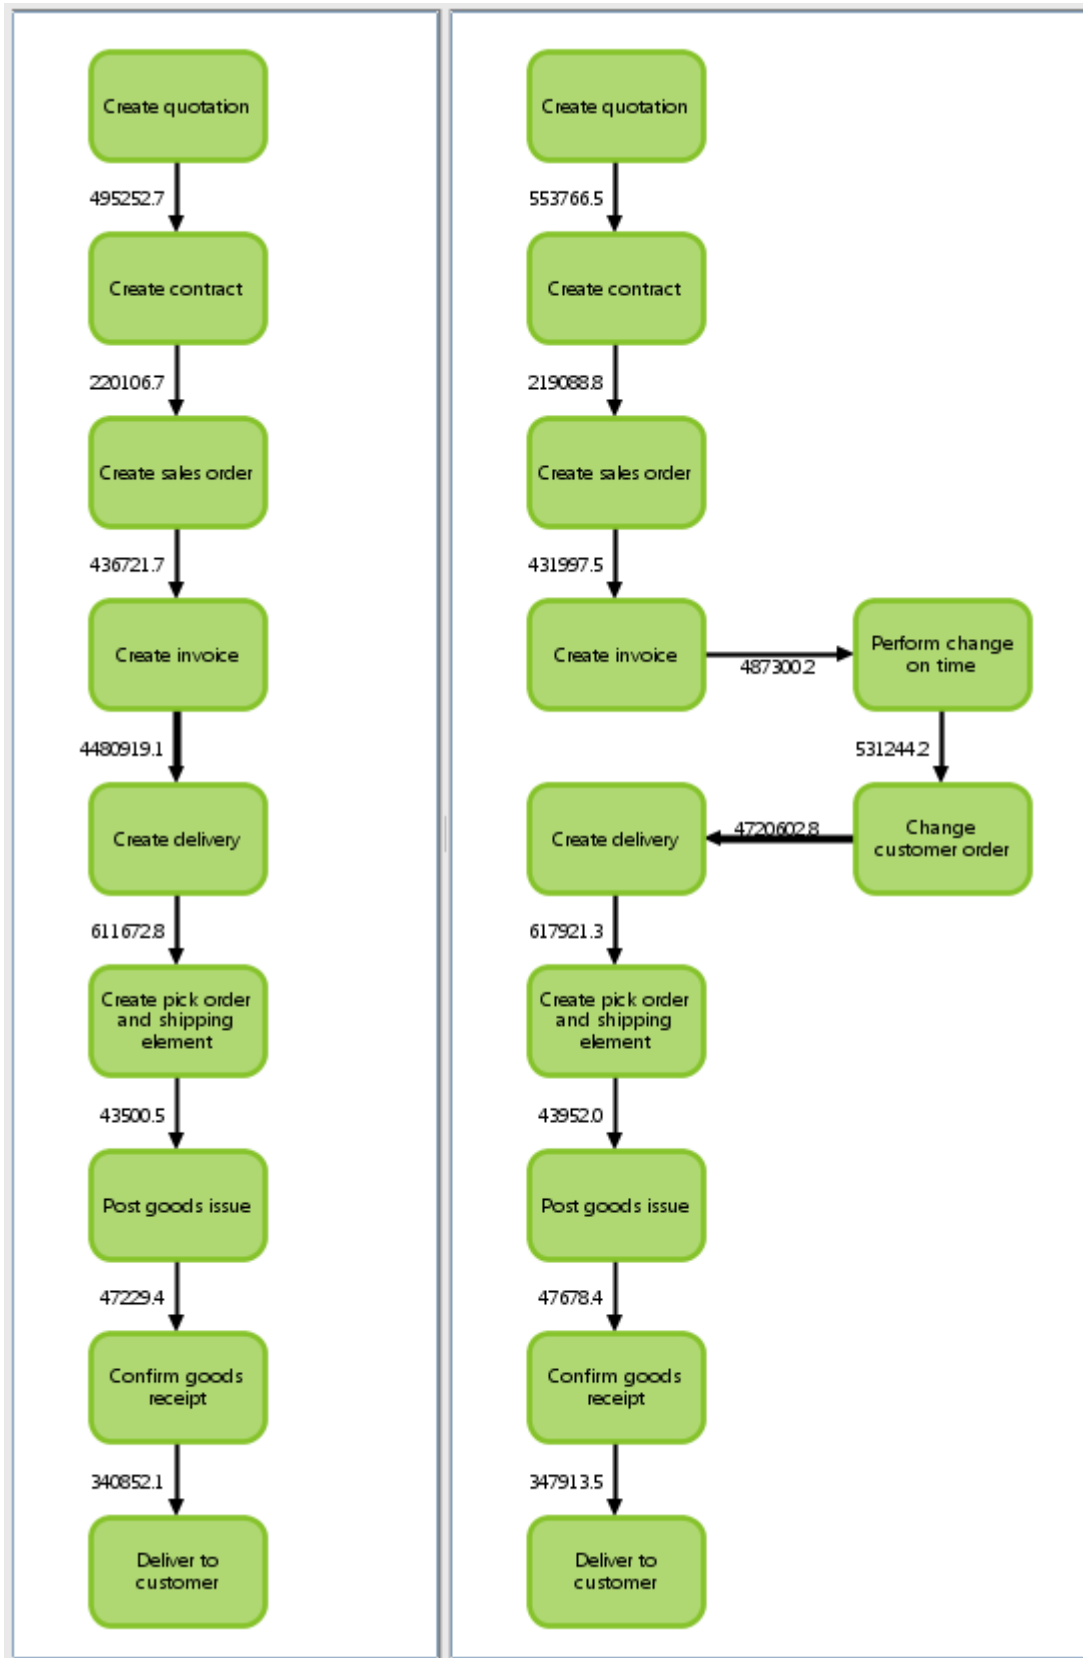 Create quotation
495252.7
Create contract
220106.7
Create sales order
436721.7
Create invoice
4480919.1
Create delivery
611672.8
Create pick order
and shipping
element
43500.5
Post goods issue
47229.4
Confirm goods
receipt
340852.1
Deliver to
customer
Create quotation
553766.5
Create contract
219088.8
Create sales order
431997.5
Create invoice
487300.2
Perform change
on time
531244.2
Change
customer order
4720602.8
Create delivery
617921.3
Create pick order
and shipping
element
43952.0
Post goods issue
47678.4
Confirm goods
receipt
347913.5
Deliver to
customer